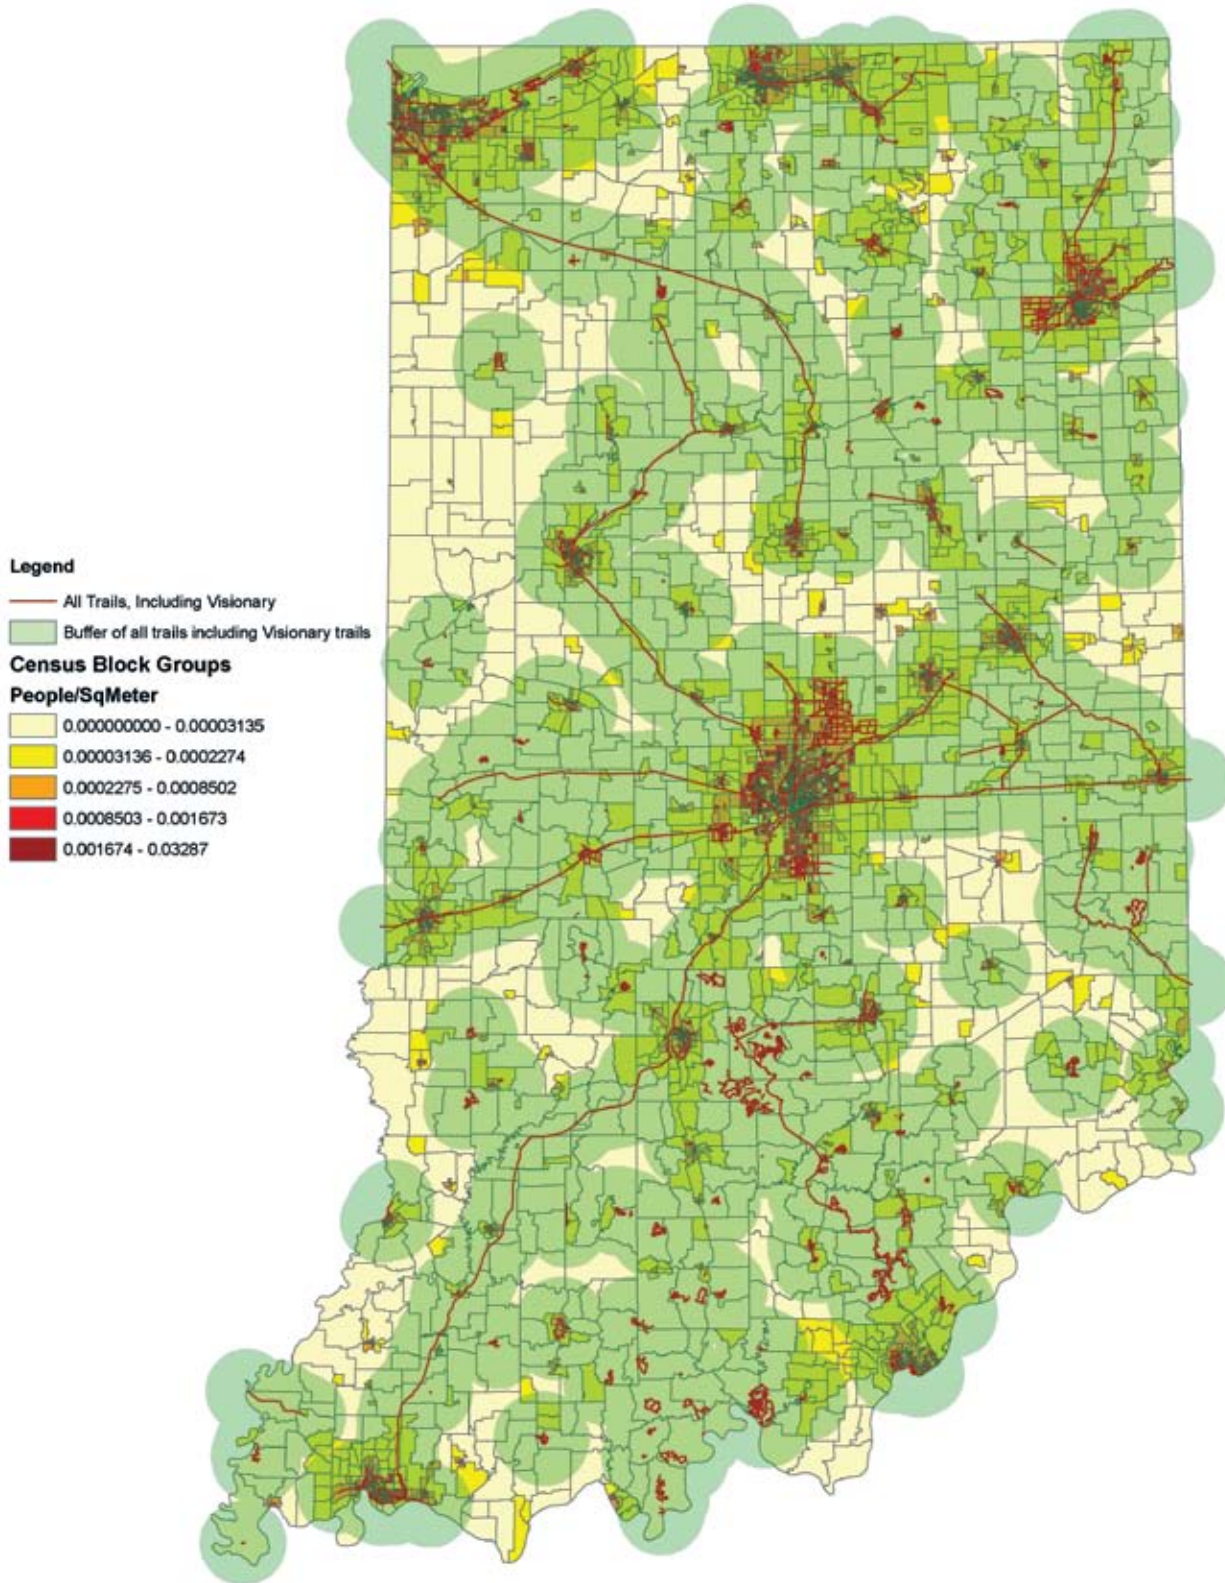 Legend
All Trails, Including Visionary
Buffer of all trails including Visionary trails
Census Block Groups
People/SqMeter
0.000000000 - 0.00003135
0.00003136 - 0.0002274
0.0002275 - 0.0008502
0.0008503 - 0.001673
0.001674 - 0.03287